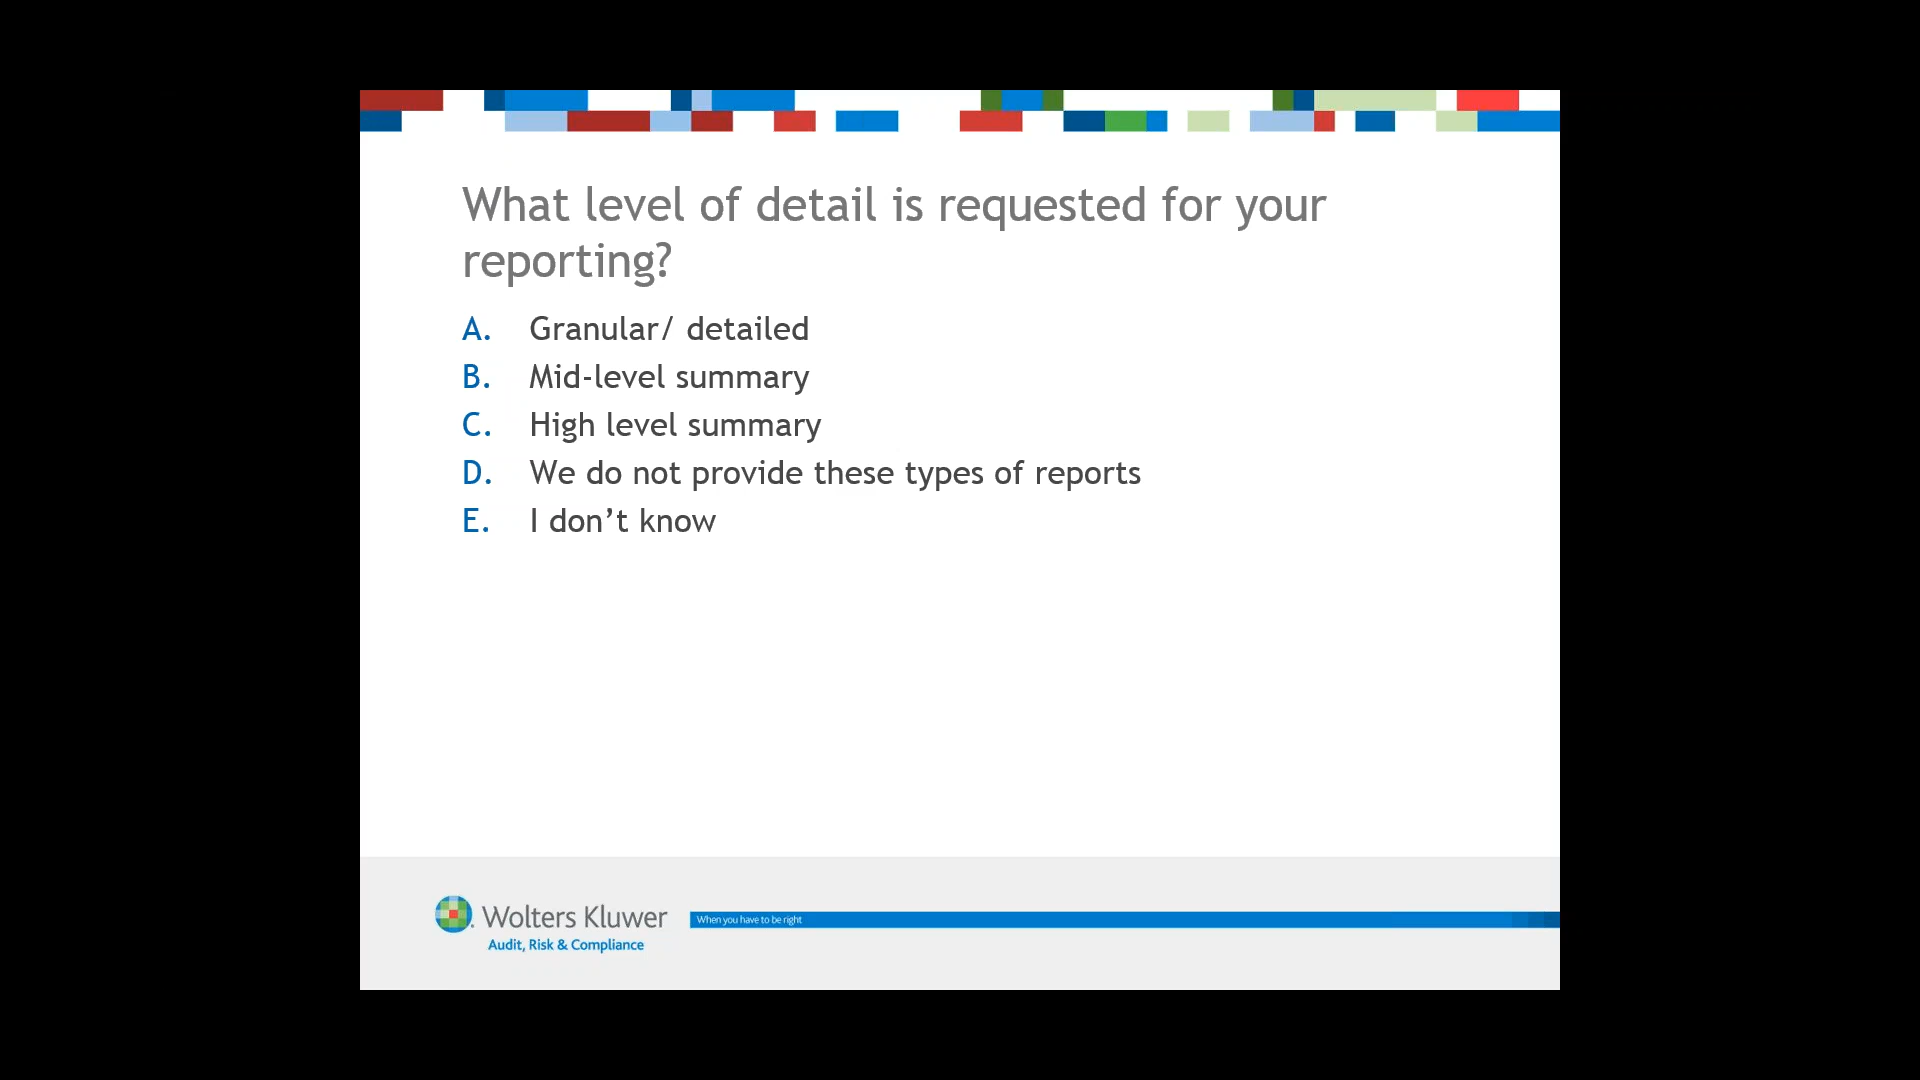 What level of detail is requested for your
reporting?
A. Granular/ detailed
B. Mid-level summary
C. High level summary
D. We do not provide these types of reports
E. I don’t know
Wolters Kluwer
When you have to be right
Audit, Risk & Compliance